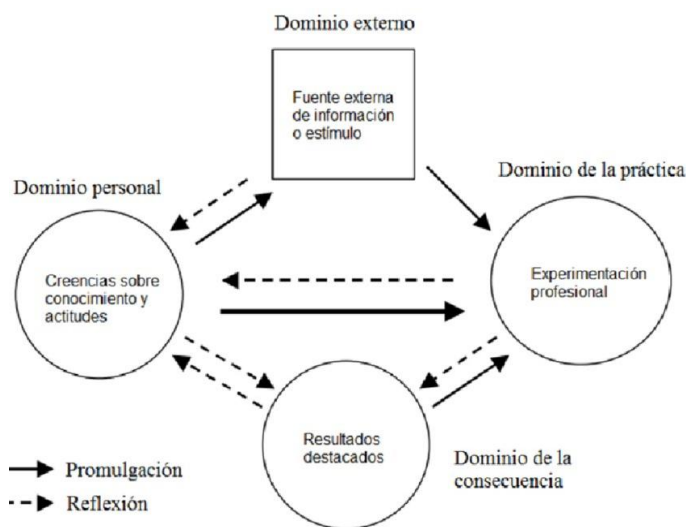 Dominio externo
Fuente externa
de información
o estímulo
Dominio de la práctica
Dominio personal
Creencias sobre
conocimiento y
actitudes
Experimentación
profesional
Resultados
destacados
Dominio de la
consecuencia
Promulgación
Reflexión